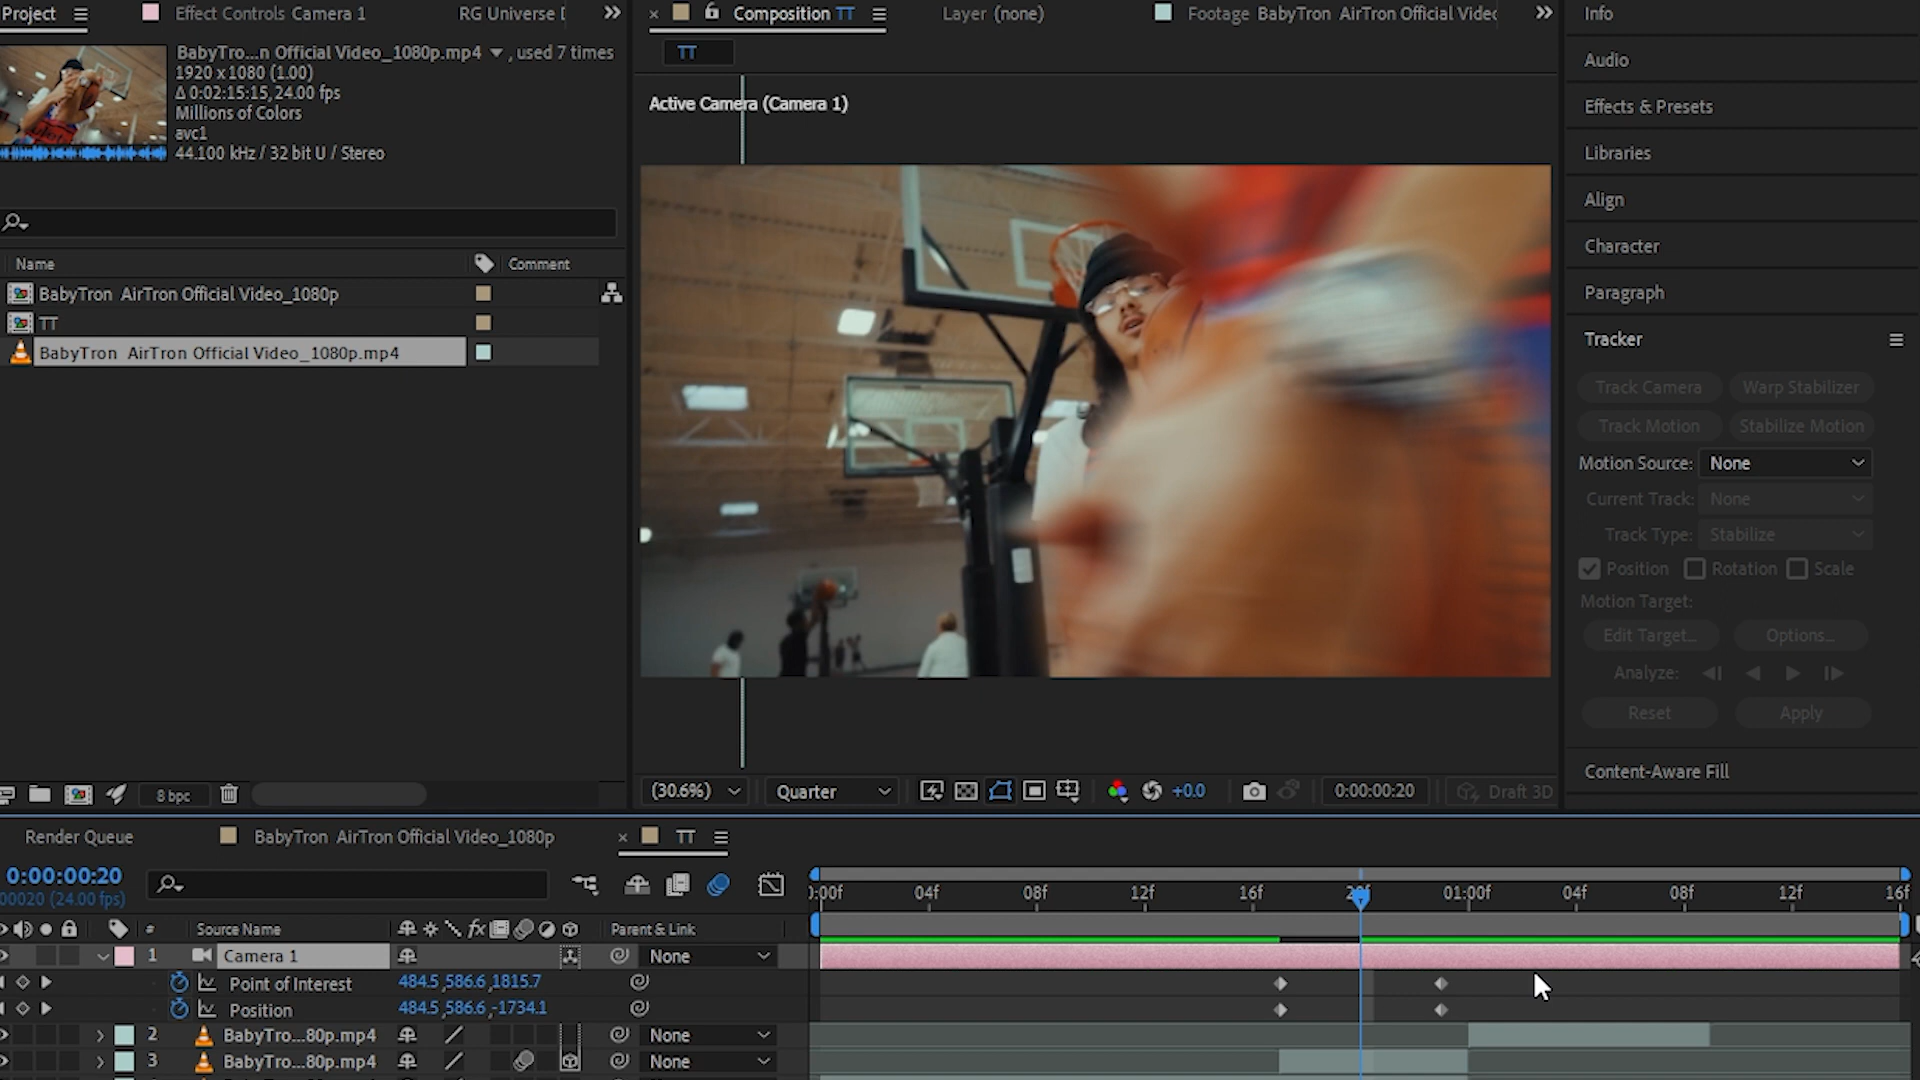 Project
Effect Controls Camera 1
RG Universe
BabyTro...n Official Video_1080p.mp4 , used 7 times
1920 x 1080 (1.00)
Δ 0:02:15:15, 24.00 fps
Millions of Colors
avc1
44.100 kHz / 32 bit U / Stereo
Name
Comment
BabyTron AirTron Official Video_1080p
TT
BabyTron AirTron Official Video_1080p.mp4
8 bpc
× Composition TT
Layer (none)
Footage BabyTron AirTron Official Videc
TT
Active Camera (Camera 1)
(30.6%)
Quarter
+0.0
0:00:00:20
Draft 3D
Info
Audio
Effects & Presets
Libraries
Align
Character
Paragraph
Tracker
Track Camera
Warp Stabilizer
Track Motion
Stabilize Motion
Motion Source: None
Current Track: None
Track Type: Stabilize
Position Rotation Scale
Motion Target:
Edit Target...
Options...
Analyze:
Reset
Apply
Content-Aware Fill
Render Queue
BabyTron AirTron Official Video_1080p
× TT
0:00:00:20
00020 (24.00 fps)
:00f 04f 08f 12f 16f 20f 01:00f 04f 08f 12f 16f
# Source Name fx Parent & Link
1 Camera 1 None
Point of Interest 484.5, 586.6, 1815.7
Position 484.5, 586.6, -1734.1
2 BabyTro...80p.mp4 None
3 BabyTro...80p.mp4 None